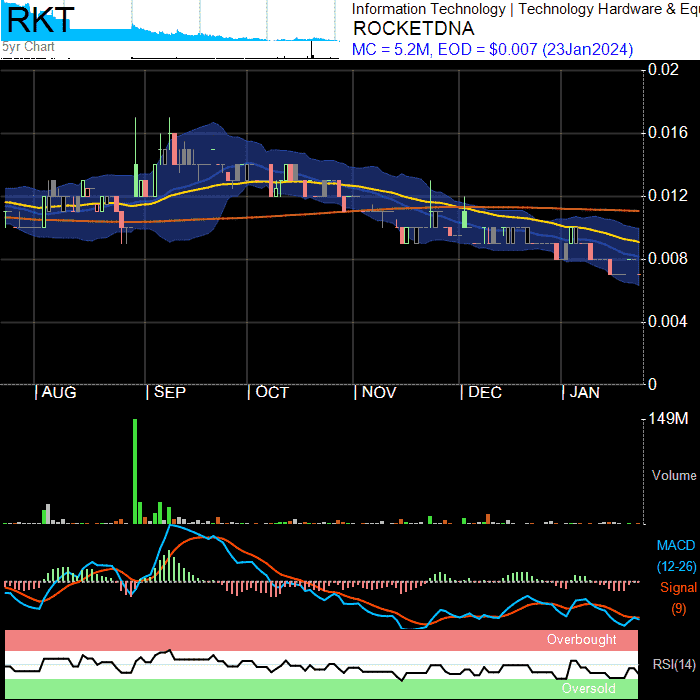 RKT
5yr Chart
Information Technology | Technology Hardware & Equ
ROCKETDNA
MC = 5.2M, EOD = $0.007 (23Jan2024)
0.02
0.016
0.012
0.008
0.004
0
| AUG | SEP | OCT | NOV | DEC | JAN
149M
Volume
MACD
(12-26)
Signal
(9)
Overbought
RSI(14)
Oversold